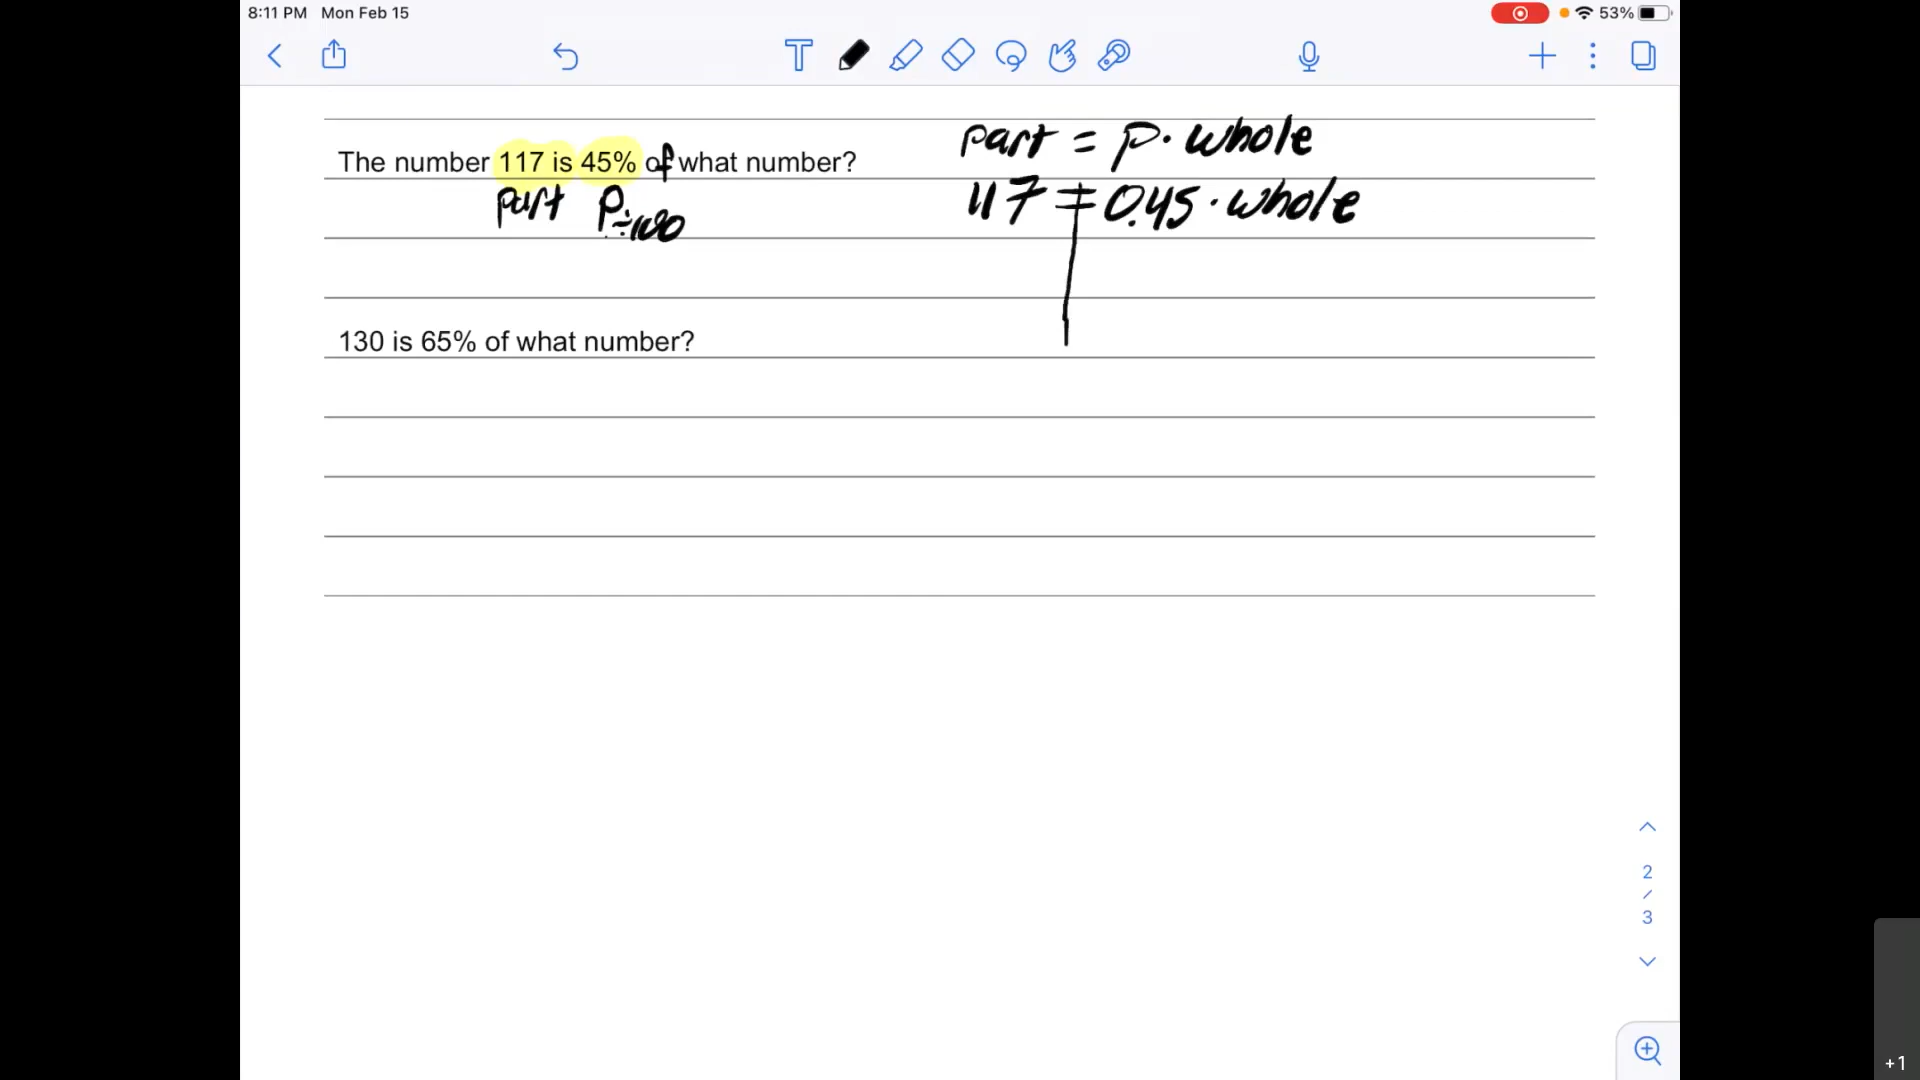 8:11 PM Mon Feb 15
53%
The number 117 is 45% of what number?
part P÷100
part = p · whole
117 = 0.45 · whole
130 is 65% of what number?
2
/
3
+1